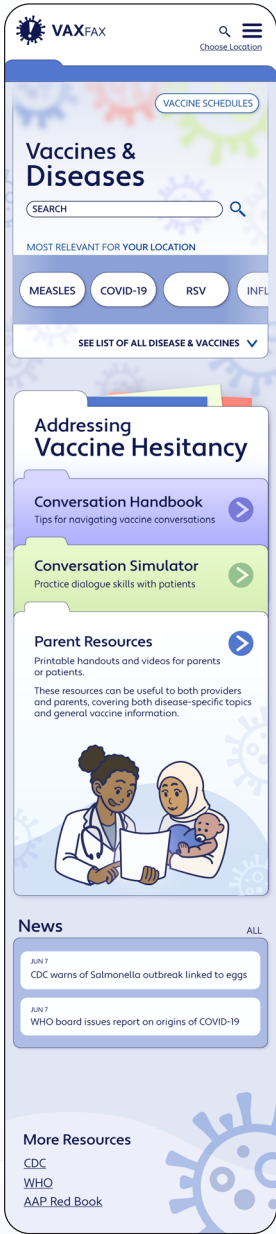 VAXFAX
Choose Location
VACCINE SCHEDULES
Vaccines &
Diseases
SEARCH
MOST RELEVANT FOR YOUR LOCATION
MEASLES
COVID-19
RSV
INFL
SEE LIST OF ALL DISEASE & VACCINES
Addressing
Vaccine Hesitancy
Conversation Handbook
Tips for navigating vaccine conversations
Conversation Simulator
Practice dialogue skills with patients
Parent Resources
Printable handouts and videos for parents
or patients.
These resources can be useful to both providers
and parents, covering both disease-specific topics
and general vaccine information.
News
ALL
JUN 7
CDC warns of Salmonella outbreak linked to eggs
JUN 7
WHO board issues report on origins of COVID-19
More Resources
CDC
WHO
AAP Red Book